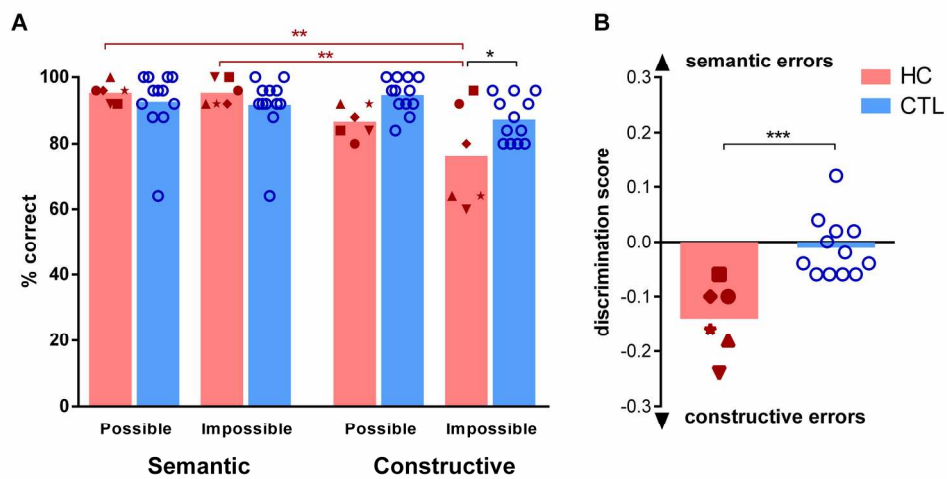 A
**
**
*
% correct
100
80
60
40
20
0
Possible
Impossible
Possible
Impossible
Semantic
Constructive
B
semantic errors
HC
CTL
***
discrimination score
0.3
0.2
0.1
0.0
-0.1
-0.2
-0.3
constructive errors